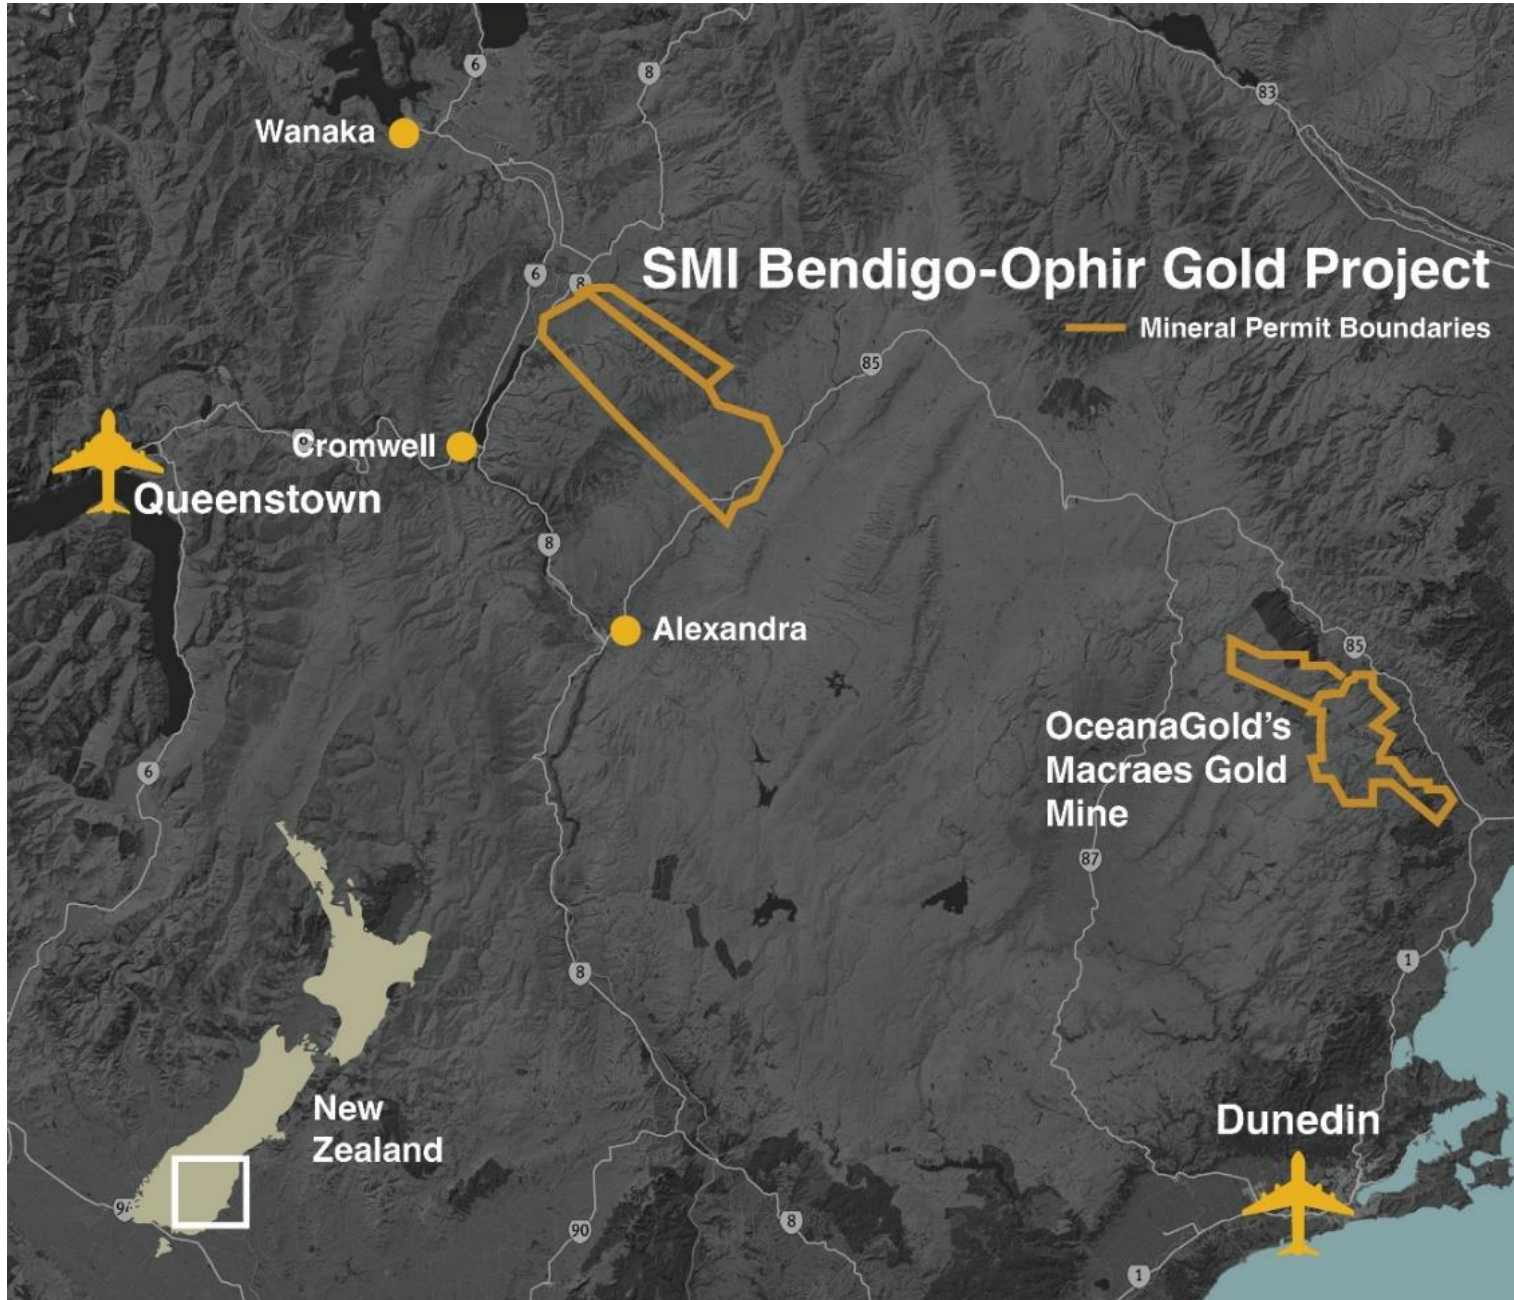 6
8
83
Wanaka
SMI Bendigo-Ophir Gold Project
6
8
Mineral Permit Boundaries
85
Cromwell
Queenstown
8
Alexandra
85
OceanaGold's
Macraes Gold
Mine
6
87
8
1
New
Zealand
Dunedin
90
8
1